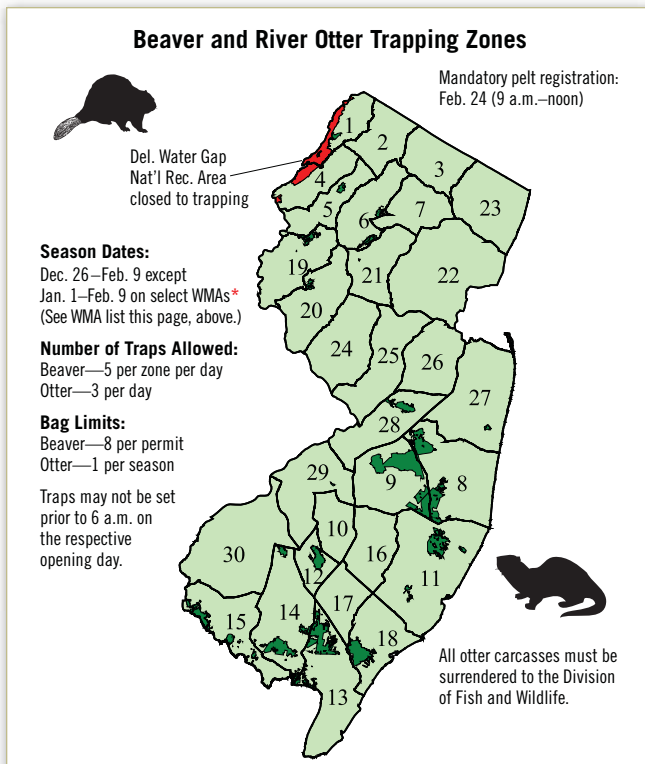 Beaver and River Otter Trapping Zones
Mandatory pelt registration:
Feb. 24 (9 a.m.–noon)
Del. Water Gap
Nat’l Rec. Area
closed to trapping
Season Dates:
Dec. 26–Feb. 9 except
Jan. 1–Feb. 9 on select WMAs*
(See WMA list this page, above.)
Number of Traps Allowed:
Beaver—5 per zone per day
Otter—3 per day
Bag Limits:
Beaver—8 per permit
Otter—1 per season
Traps may not be set
prior to 6 a.m. on
the respective
opening day.
1
2
3
4
5
6
7
23
19
21
22
20
24
25
26
27
28
29
9
8
10
16
30
12
11
14
17
15
18
13
All otter carcasses must be
surrendered to the Division
of Fish and Wildlife.